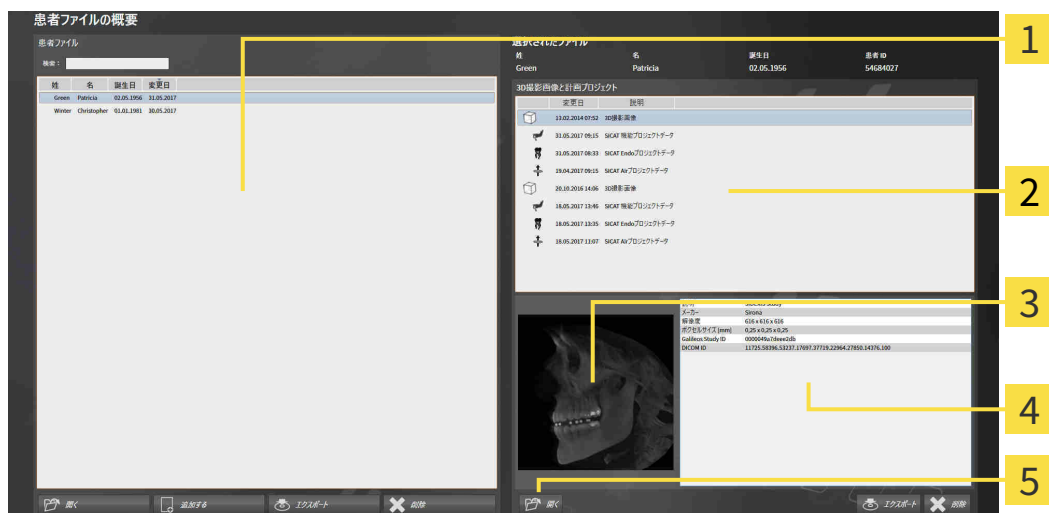 患者ファイルの概要
患者ファイル
検索：
姓 名 誕生日 変更日
Green Patricia 02.05.1956 31.05.2017
Winter Christopher 01.01.1981 30.05.2017
開く 追加する エクスポート 削除
選択されたファイル
姓 名 誕生日 患者 ID
Green Patricia 02.05.1956 54684027
3D撮影画像と計画プロジェクト
変更日 説明
13.02.2014 07:52 3D撮影画像
31.05.2017 09:15 SICAT 機能プロジェクトデータ
31.05.2017 08:33 SICAT Endoプロジェクトデータ
19.04.2017 09:15 SICAT Airプロジェクトデータ
20.10.2016 14:06 3D撮影画像
18.05.2017 13:46 SICAT 機能プロジェクトデータ
18.05.2017 13:35 SICAT Endoプロジェクトデータ
18.05.2017 11:07 SICAT Airプロジェクトデータ
説明
メーカー Sirona
解像度 616 x 616 x 616
ボクセルサイズ [mm] 0,25 x 0,25 x 0,25
Galileos Study ID 0000049a7deee2db
DICOM ID 11725.58396.53237.17697.37719.22964.27850.14376.100
開く エクスポート 削除
1
2
3
4
5